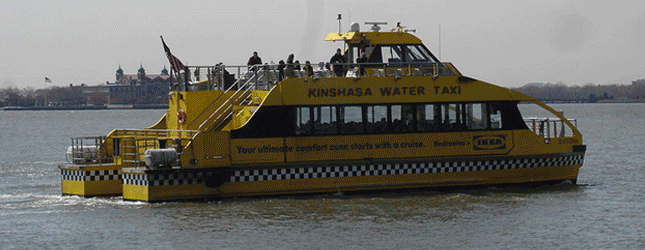 KINSHASA WATER TAXI
Your ultimate comfort zone starts with a cruise. Bedrooms > IKEA